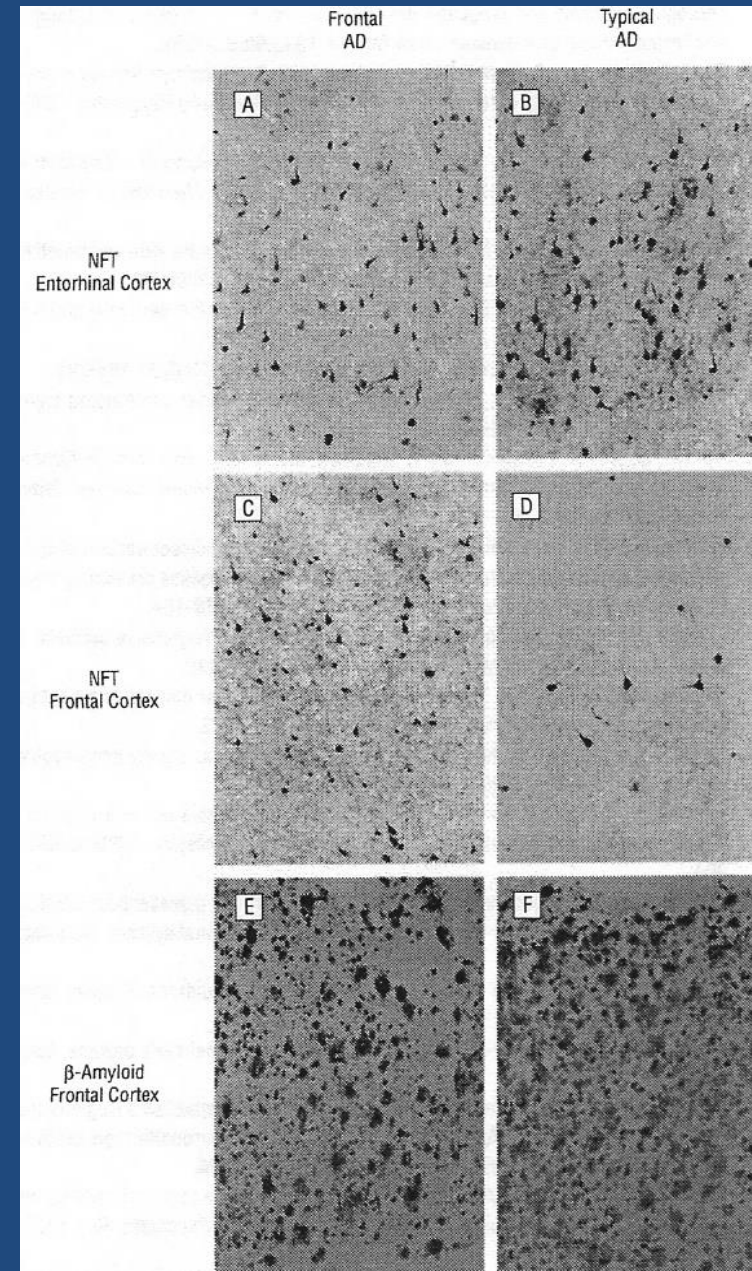 Frontal
AD
Typical
AD
A
B
NFT
Entorhinal Cortex
C
D
NFT
Frontal Cortex
E
F
β-Amyloid
Frontal Cortex